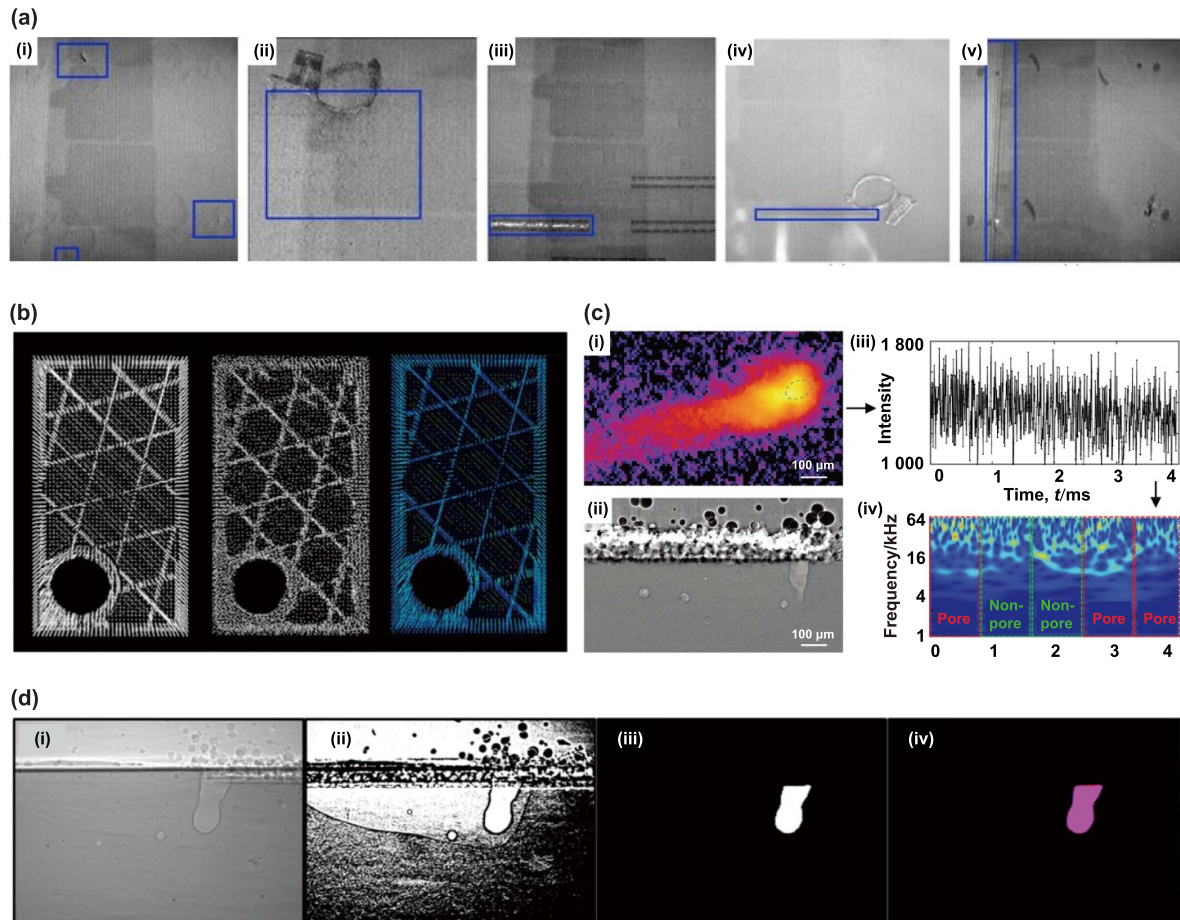 (a)
(i)
(ii)
(iii)
(iv)
(v)
(b)
(c)
(i)
100 μm
(ii)
100 μm
(iii)
1 800
Intensity
1 000
0 1 2 3 4
Time, t/ms
(iv)
64
16
4
1
Frequency/kHz
Pore
Non-
pore
Non-
pore
Pore
Pore
0 1 2 3 4
(d)
(i)
(ii)
(iii)
(iv)